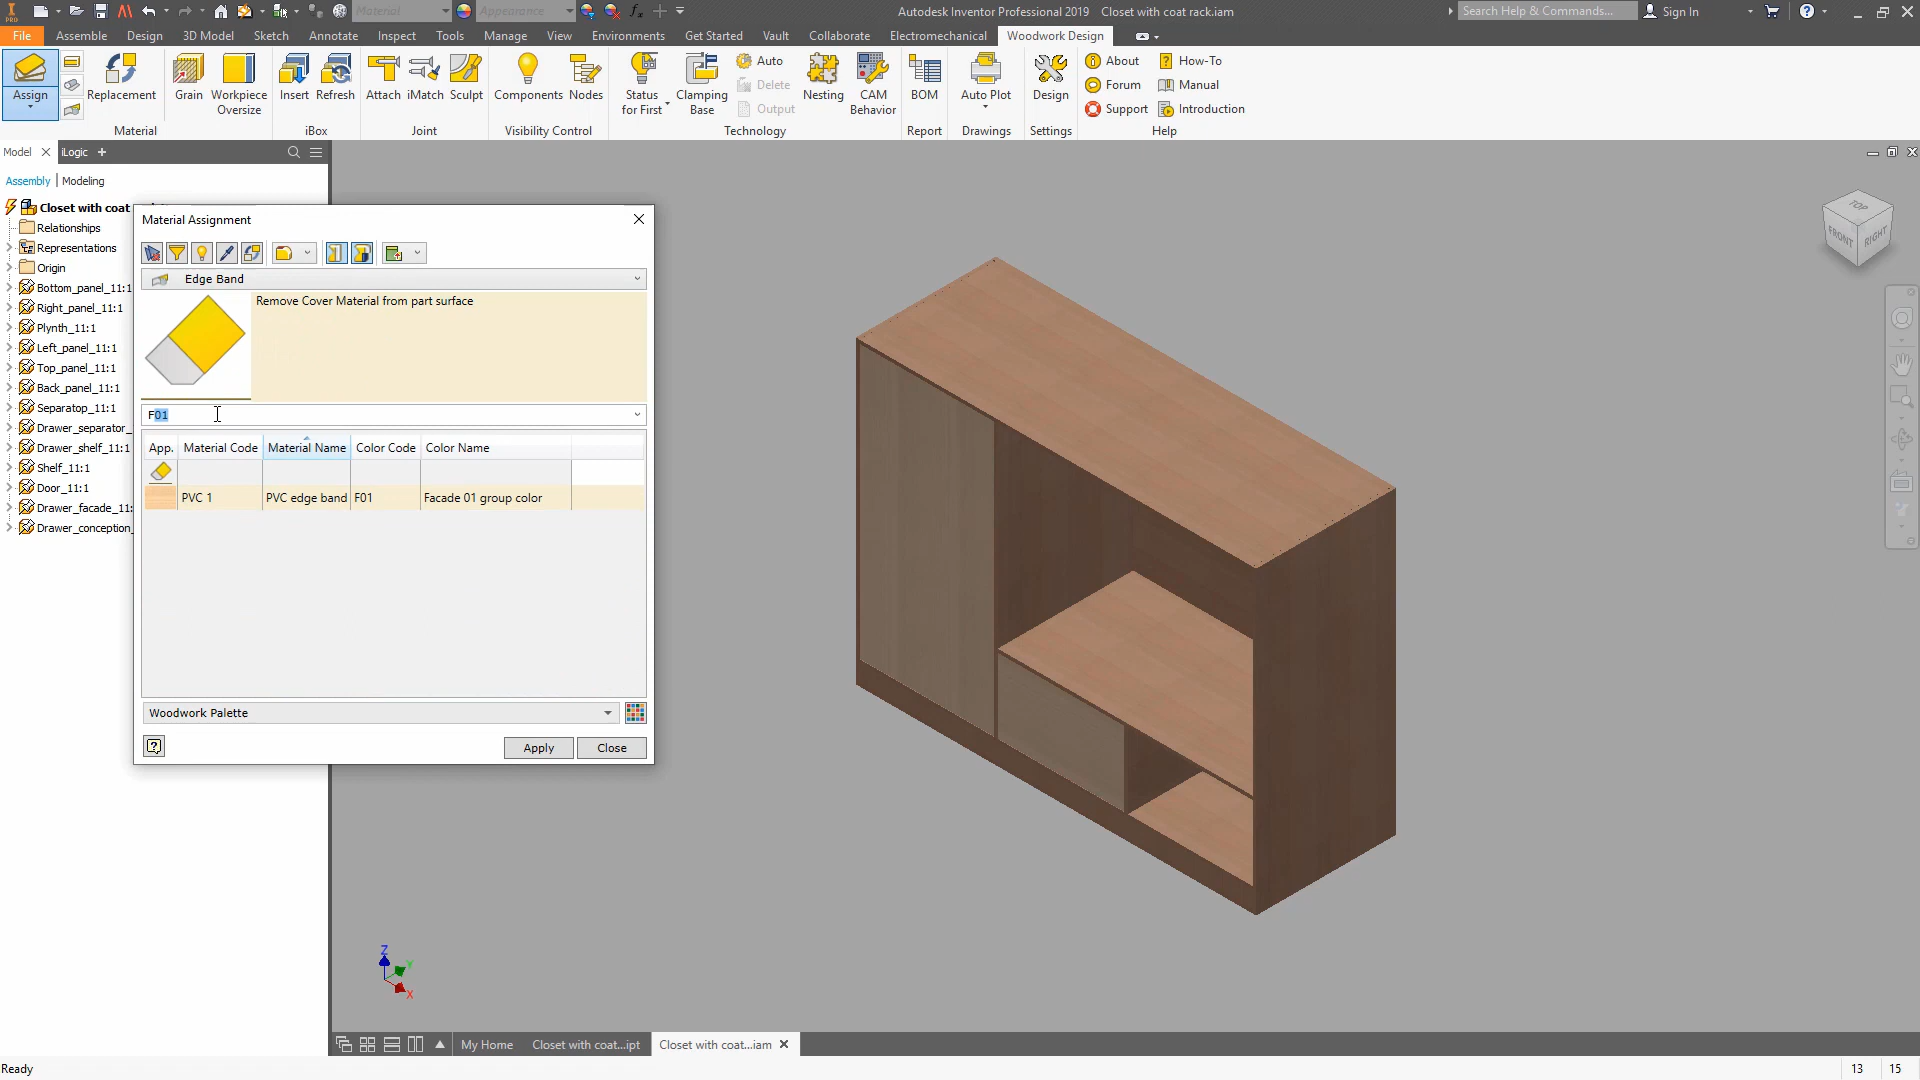 Material
Appearance
Autodesk Inventor Professional 2019 Closet with coat rack.iam
Search Help & Commands...
Sign In
PRO
File
Assemble
Design
3D Model
Sketch
Annotate
Inspect
Tools
Manage
View
Environments
Get Started
Vault
Collaborate
Electromechanical
Woodwork Design
Assign
Replacement
Grain
Workpiece
Oversize
Insert
Refresh
Attach
iMatch
Sculpt
Components
Nodes
Status
for First
Clamping
Base
Auto
Delete
Output
Nesting
CAM
Behavior
BOM
Auto Plot
Design
About
Forum
Support
How-To
Manual
Introduction
Material
iBox
Joint
Visibility Control
Technology
Report
Drawings
Settings
Help
Model
iLogic
Assembly
Modeling
Closet with coat
Relationships
Representations
Origin
Bottom_panel_11:1
Right_panel_11:1
Plynth_11:1
Left_panel_11:1
Top_panel_11:1
Back_panel_11:1
Separatop_11:1
Drawer_separator_
Drawer_shelf_11:1
Shelf_11:1
Door_11:1
Drawer_facade_11:
Drawer_conception_
Material Assignment
Edge Band
Remove Cover Material from part surface
F01
App.
Material Code
Material Name
Color Code
Color Name
PVC 1
PVC edge band
F01
Facade 01 group color
Woodwork Palette
Apply
Close
TOP
FRONT
RIGHT
Z
Y
X
My Home
Closet with coat...ipt
Closet with coat...iam
Ready
13
15